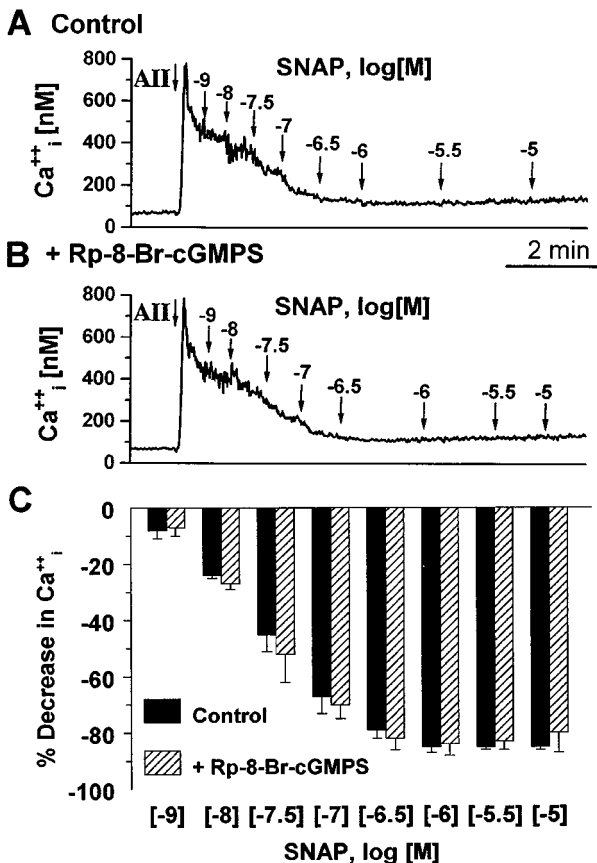 A Control
800
600
400
200
0
Ca++i [nM]
AII
SNAP, log[M]
-9
-8
-7.5
-7
-6.5
-6
-5.5
-5
B + Rp-8-Br-cGMPS
2 min
800
600
400
200
0
Ca++i [nM]
AII
SNAP, log[M]
-9
-8
-7.5
-7
-6.5
-6
-5.5
-5
C
0
-20
-40
-60
-80
-100
% Decrease in Ca++i
Control
+ Rp-8-Br-cGMPS
[-9] [-8] [-7.5] [-7] [-6.5] [-6] [-5.5] [-5]
SNAP, log [M]